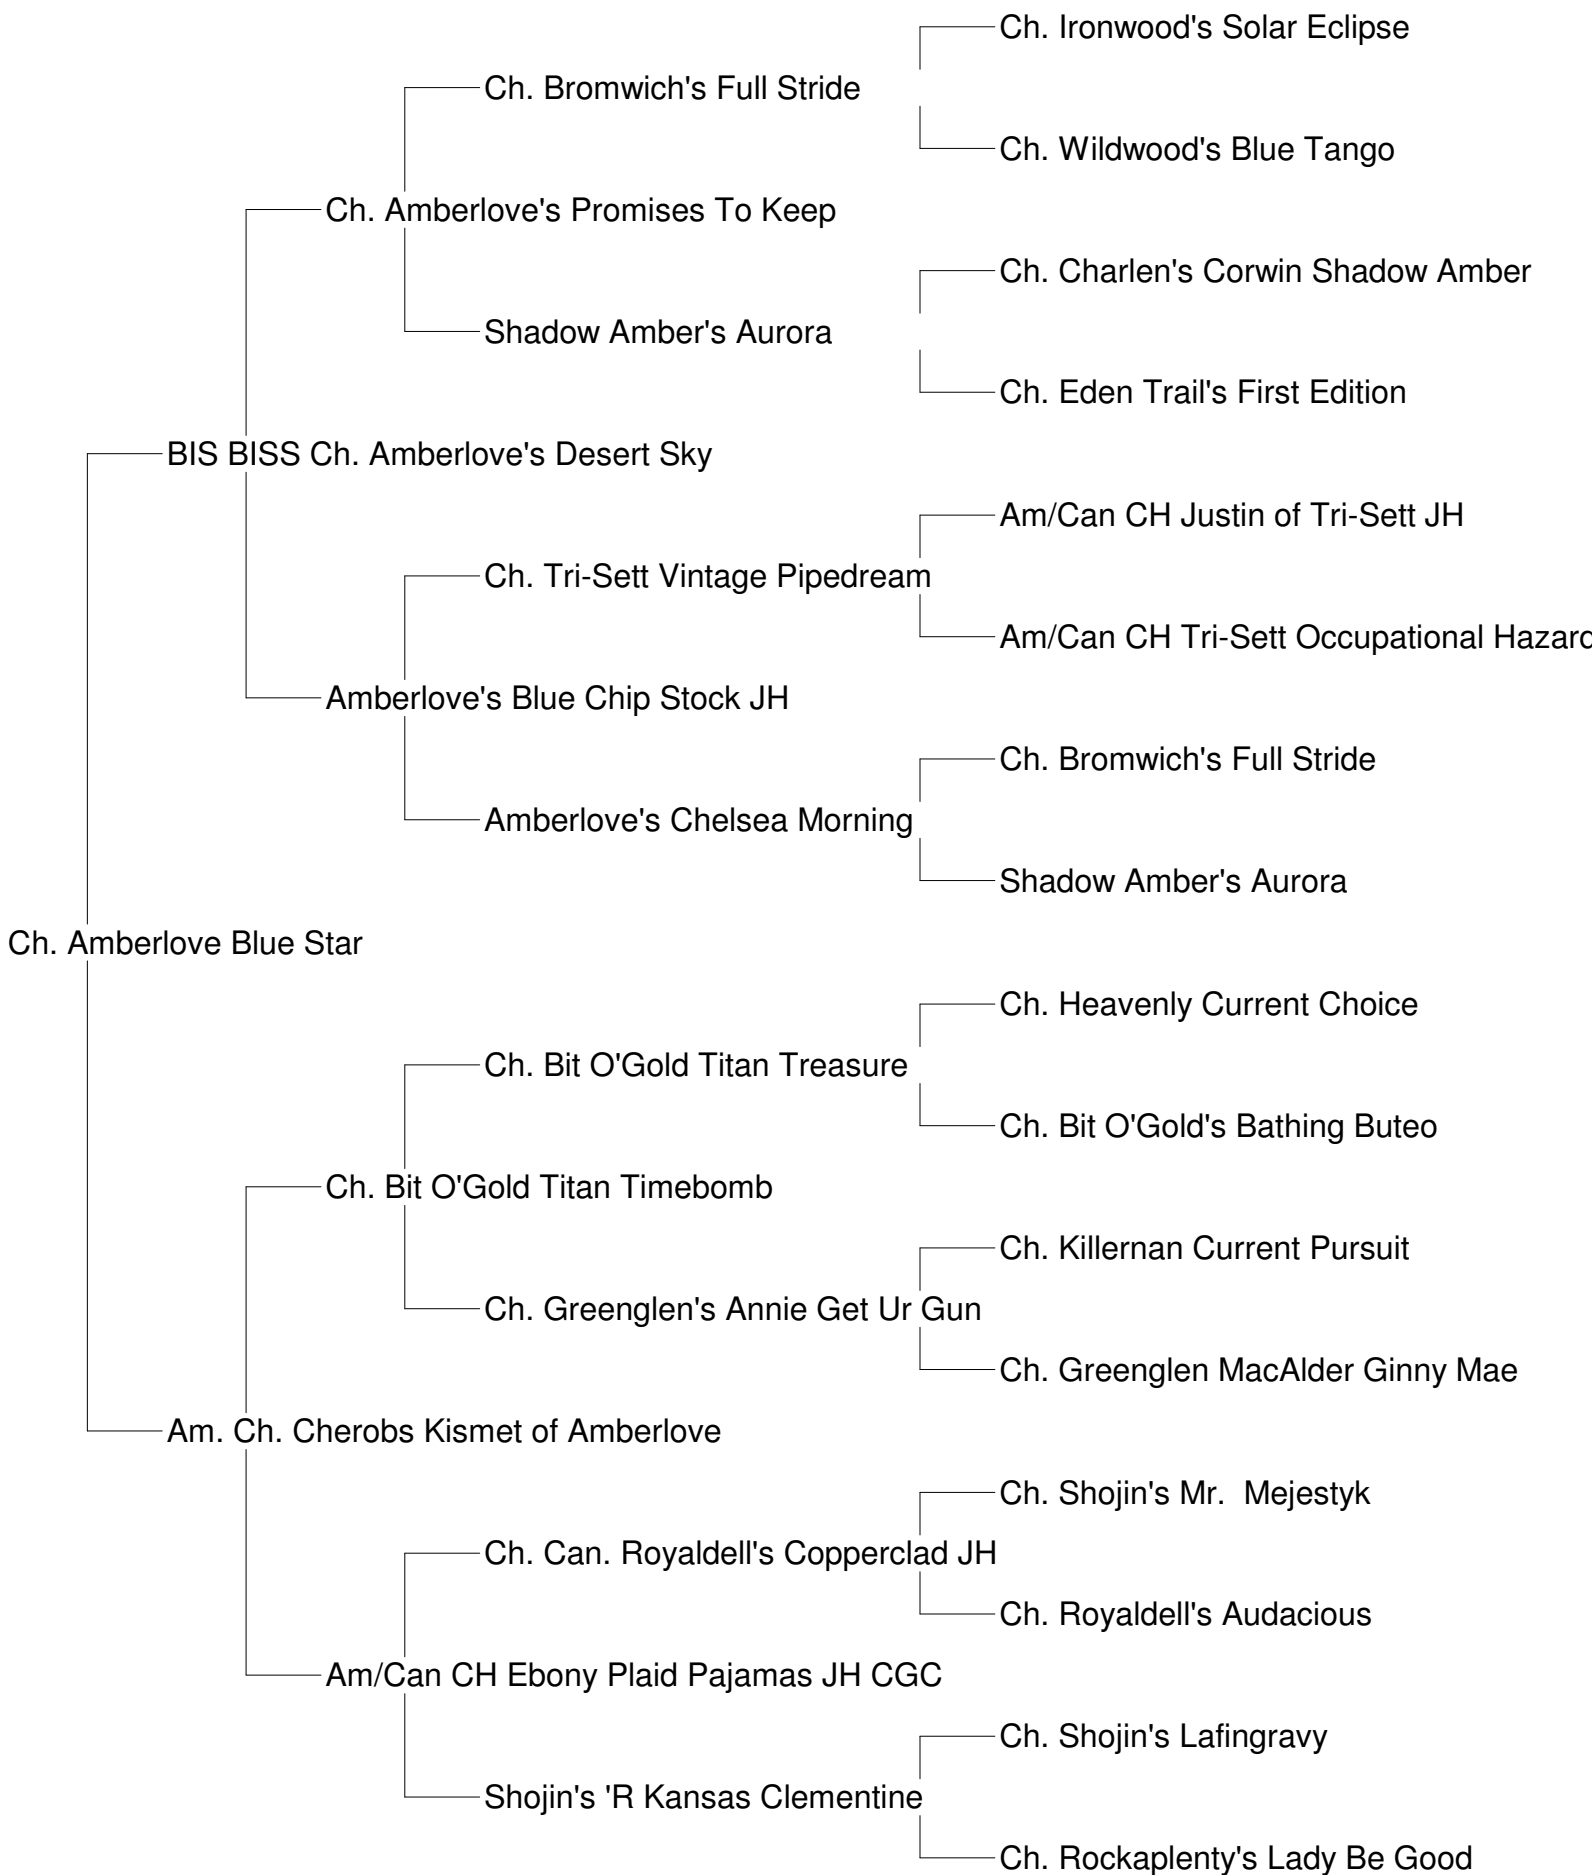 Ch. Ironwood's Solar Eclipse
Ch. Bromwich's Full Stride
Ch. Wildwood's Blue Tango
Ch. Amberlove's Promises To Keep
Ch. Charlen's Corwin Shadow Amber
Shadow Amber's Aurora
Ch. Eden Trail's First Edition
BIS BISS Ch. Amberlove's Desert Sky
Am/Can CH Justin of Tri-Sett JH
Ch. Tri-Sett Vintage Pipedream
Am/Can CH Tri-Sett Occupational Hazard
Amberlove's Blue Chip Stock JH
Ch. Bromwich's Full Stride
Amberlove's Chelsea Morning
Shadow Amber's Aurora
Ch. Amberlove Blue Star
Ch. Heavenly Current Choice
Ch. Bit O'Gold Titan Treasure
Ch. Bit O'Gold's Bathing Buteo
Ch. Bit O'Gold Titan Timebomb
Ch. Killernan Current Pursuit
Ch. Greenglen's Annie Get Ur Gun
Ch. Greenglen MacAlder Ginny Mae
Am. Ch. Cherobs Kismet of Amberlove
Ch. Shojin's Mr.  Mejestyk
Ch. Can. Royaldell's Copperclad JH
Ch. Royaldell's Audacious
Am/Can CH Ebony Plaid Pajamas JH CGC
Ch. Shojin's Lafingravy
Shojin's 'R Kansas Clementine
Ch. Rockaplenty's Lady Be Good